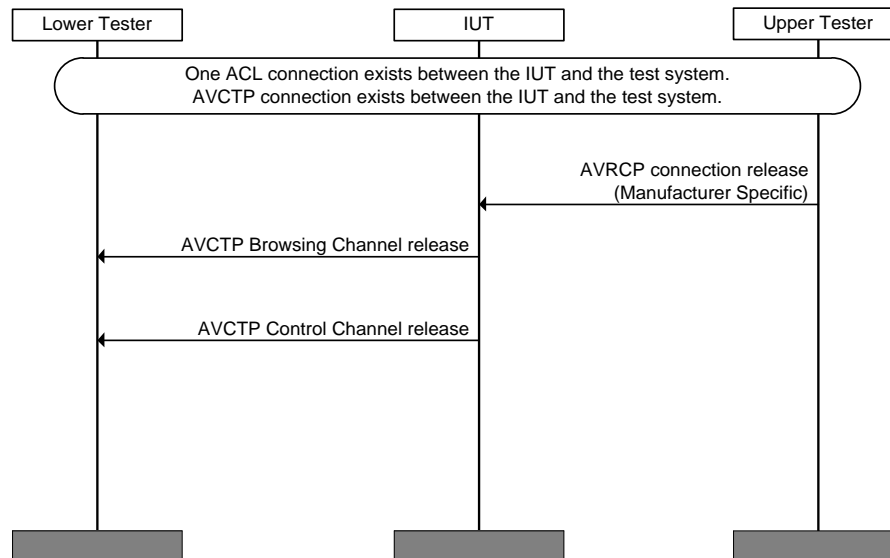 Lower Tester
IUT
Upper Tester
One ACL connection exists between the IUT and the test system.
AVCTP connection exists between the IUT and the test system.
AVRCP connection release
(Manufacturer Specific)
AVCTP Browsing Channel release
AVCTP Control Channel release